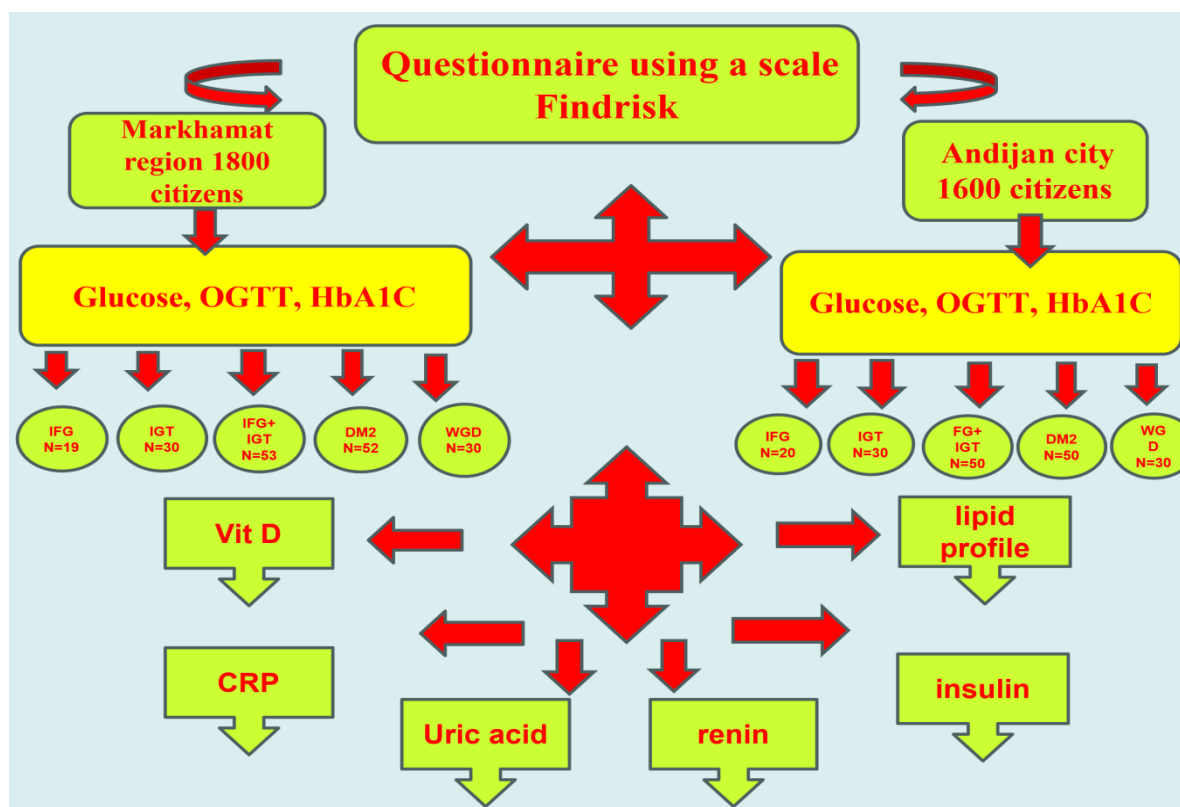 Questionnaire using a scale
Findrisk
Markhamat
region 1800
citizens
Andijan city
1600 citizens
Glucose, OGTT, HbA1C
Glucose, OGTT, HbA1C
IFG
N=19
IGT
N=30
IFG+
IGT
N=53
DM2
N=52
WGD
N=30
IFG
N=20
IGT
N=30
FG+
IGT
N=50
DM2
N=50
WG
D
N=30
Vit D
lipid
profile
CRP
insulin
Uric acid
renin